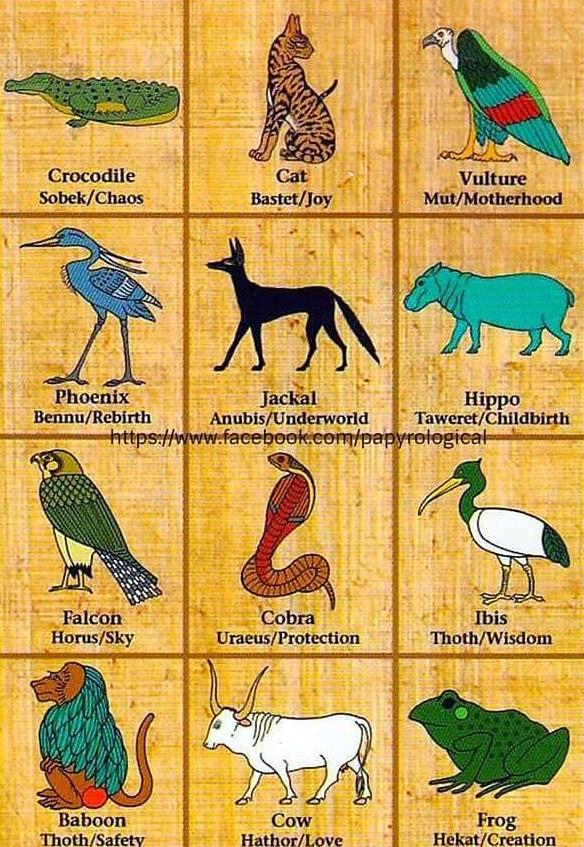 Crocodile
Sobek/Chaos
Cat
Bastet/Joy
Vulture
Mut/Motherhood
Phoenix
Bennu/Rebirth
Jackal
Anubis/Underworld
Hippo
Taweret/Childbirth
https://www.facebook.com/papyrological
Falcon
Horus/Sky
Cobra
Uraeus/Protection
Ibis
Thoth/Wisdom
Baboon
Thoth/Safety
Cow
Hathor/Love
Frog
Hekat/Creation